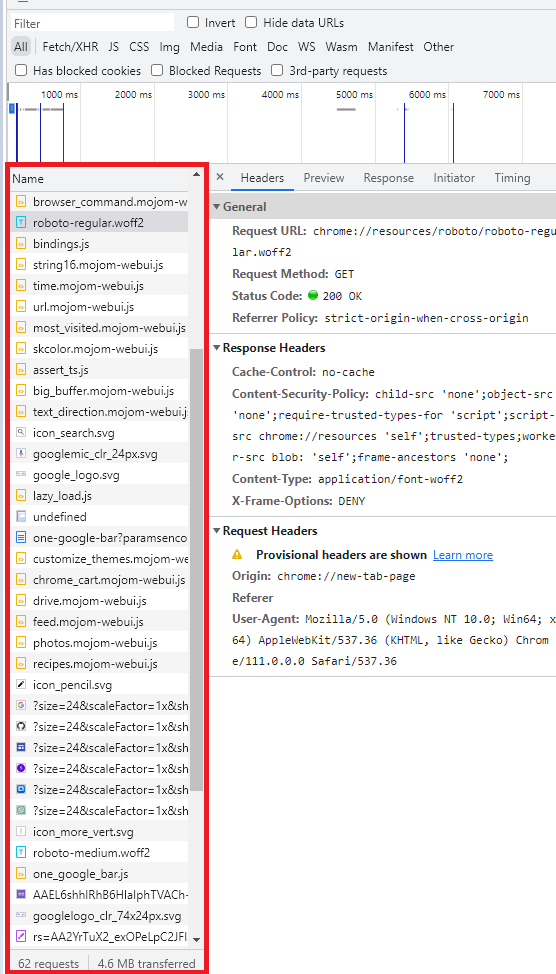 Filter
Invert
Hide data URLs
All
Fetch/XHR
JS
CSS
Img
Media
Font
Doc
WS
Wasm
Manifest
Other
Has blocked cookies
Blocked Requests
3rd-party requests
1000 ms
2000 ms
3000 ms
4000 ms
5000 ms
6000 ms
7000 ms
Name
browser_command.mojom-w
roboto-regular.woff2
bindings.js
string16.mojom-webui.js
time.mojom-webui.js
url.mojom-webui.js
most_visited.mojom-webui.js
skcolor.mojom-webui.js
assert_ts.js
big_buffer.mojom-webui.js
text_direction.mojom-webui.j
icon_search.svg
googlemic_clr_24px.svg
google_logo.svg
lazy_load.js
undefined
one-google-bar?paramsenco
customize_themes.mojom-we
chrome_cart.mojom-webui.js
drive.mojom-webui.js
feed.mojom-webui.js
photos.mojom-webui.js
recipes.mojom-webui.js
icon_pencil.svg
?size=24&scaleFactor=1x&sh
?size=24&scaleFactor=1x&sh
?size=24&scaleFactor=1x&sh
?size=24&scaleFactor=1x&sh
?size=24&scaleFactor=1x&sh
?size=24&scaleFactor=1x&sh
icon_more_vert.svg
roboto-medium.woff2
one_google_bar.js
AAEL6shhlRhB6HlaIphTVACh-
googlelogo_clr_74x24px.svg
rs=AA2YrTuX2_exOPeLpC2JFl
62 requests
4.6 MB transferred
Headers
Preview
Response
Initiator
Timing
General
Request URL: chrome://resources/roboto/roboto-regu
lar.woff2
Request Method: GET
Status Code: 200 OK
Referrer Policy: strict-origin-when-cross-origin
Response Headers
Cache-Control: no-cache
Content-Security-Policy: child-src 'none';object-src
'none';require-trusted-types-for 'script';script-
src chrome://resources 'self';trusted-types;worke
r-src blob: 'self';frame-ancestors 'none';
Content-Type: application/font-woff2
X-Frame-Options: DENY
Request Headers
Provisional headers are shown Learn more
Origin: chrome://new-tab-page
Referer
User-Agent: Mozilla/5.0 (Windows NT 10.0; Win64; x
64) AppleWebKit/537.36 (KHTML, like Gecko) Chrom
e/111.0.0.0 Safari/537.36